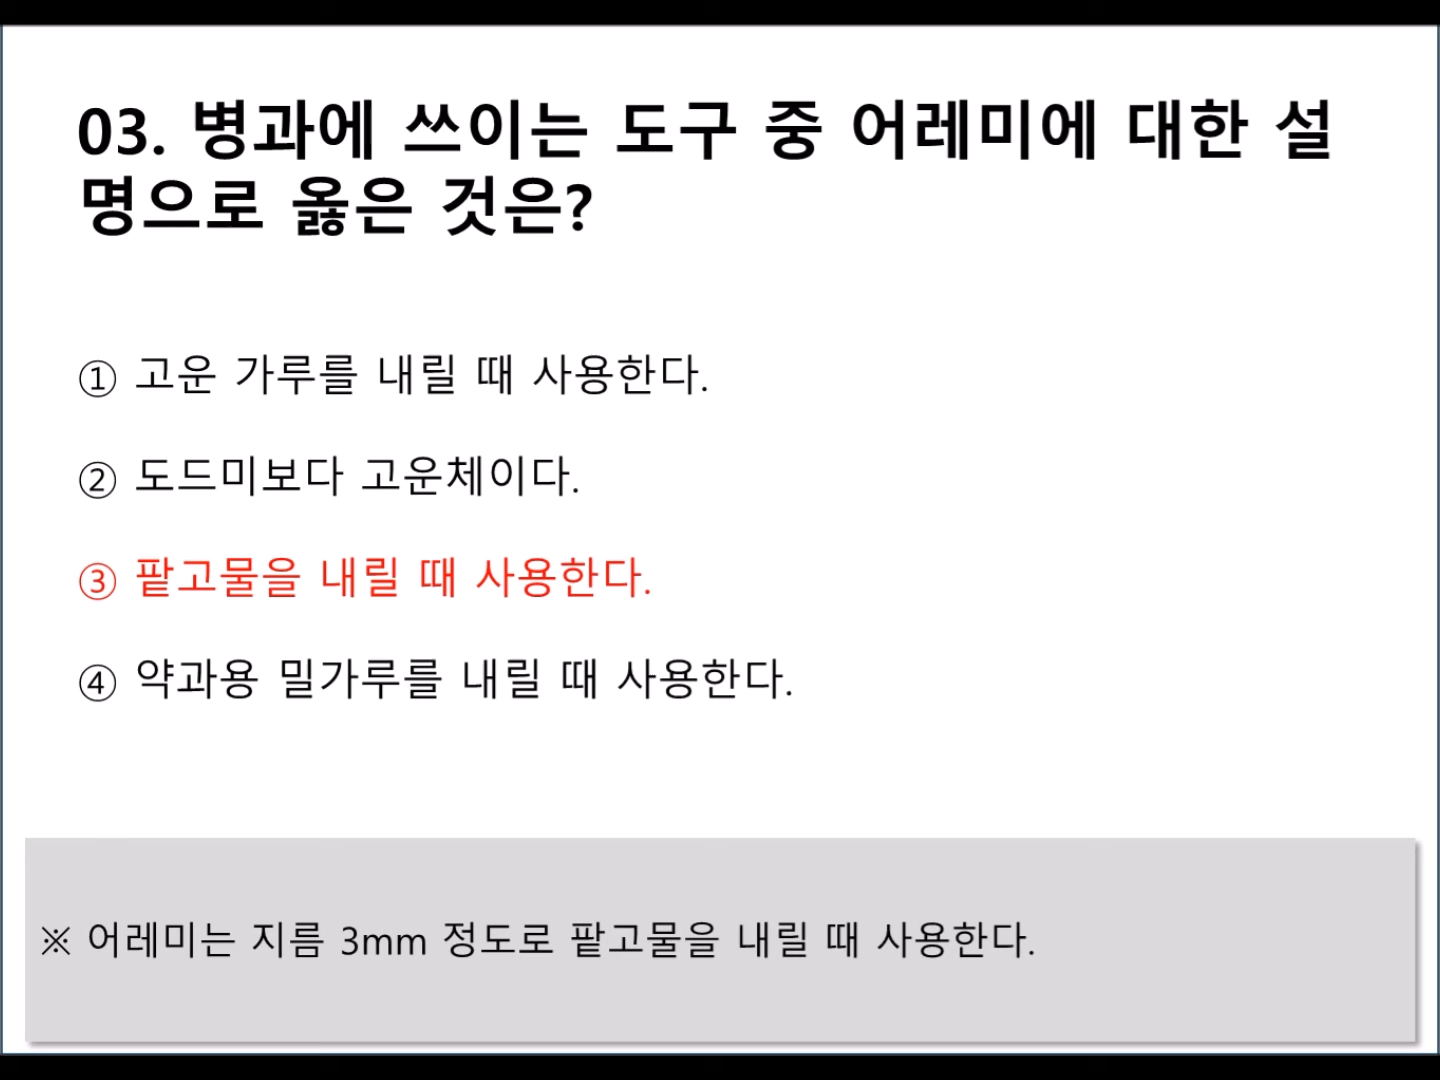 03. 병과에 쓰이는 도구 중 어레미에 대한 설
명으로 옳은 것은?
① 고운 가루를 내릴 때 사용한다.
② 도드미보다 고운체이다.
③ 팥고물을 내릴 때 사용한다.
④ 약과용 밀가루를 내릴 때 사용한다.
※ 어레미는 지름 3mm 정도로 팥고물을 내릴 때 사용한다.